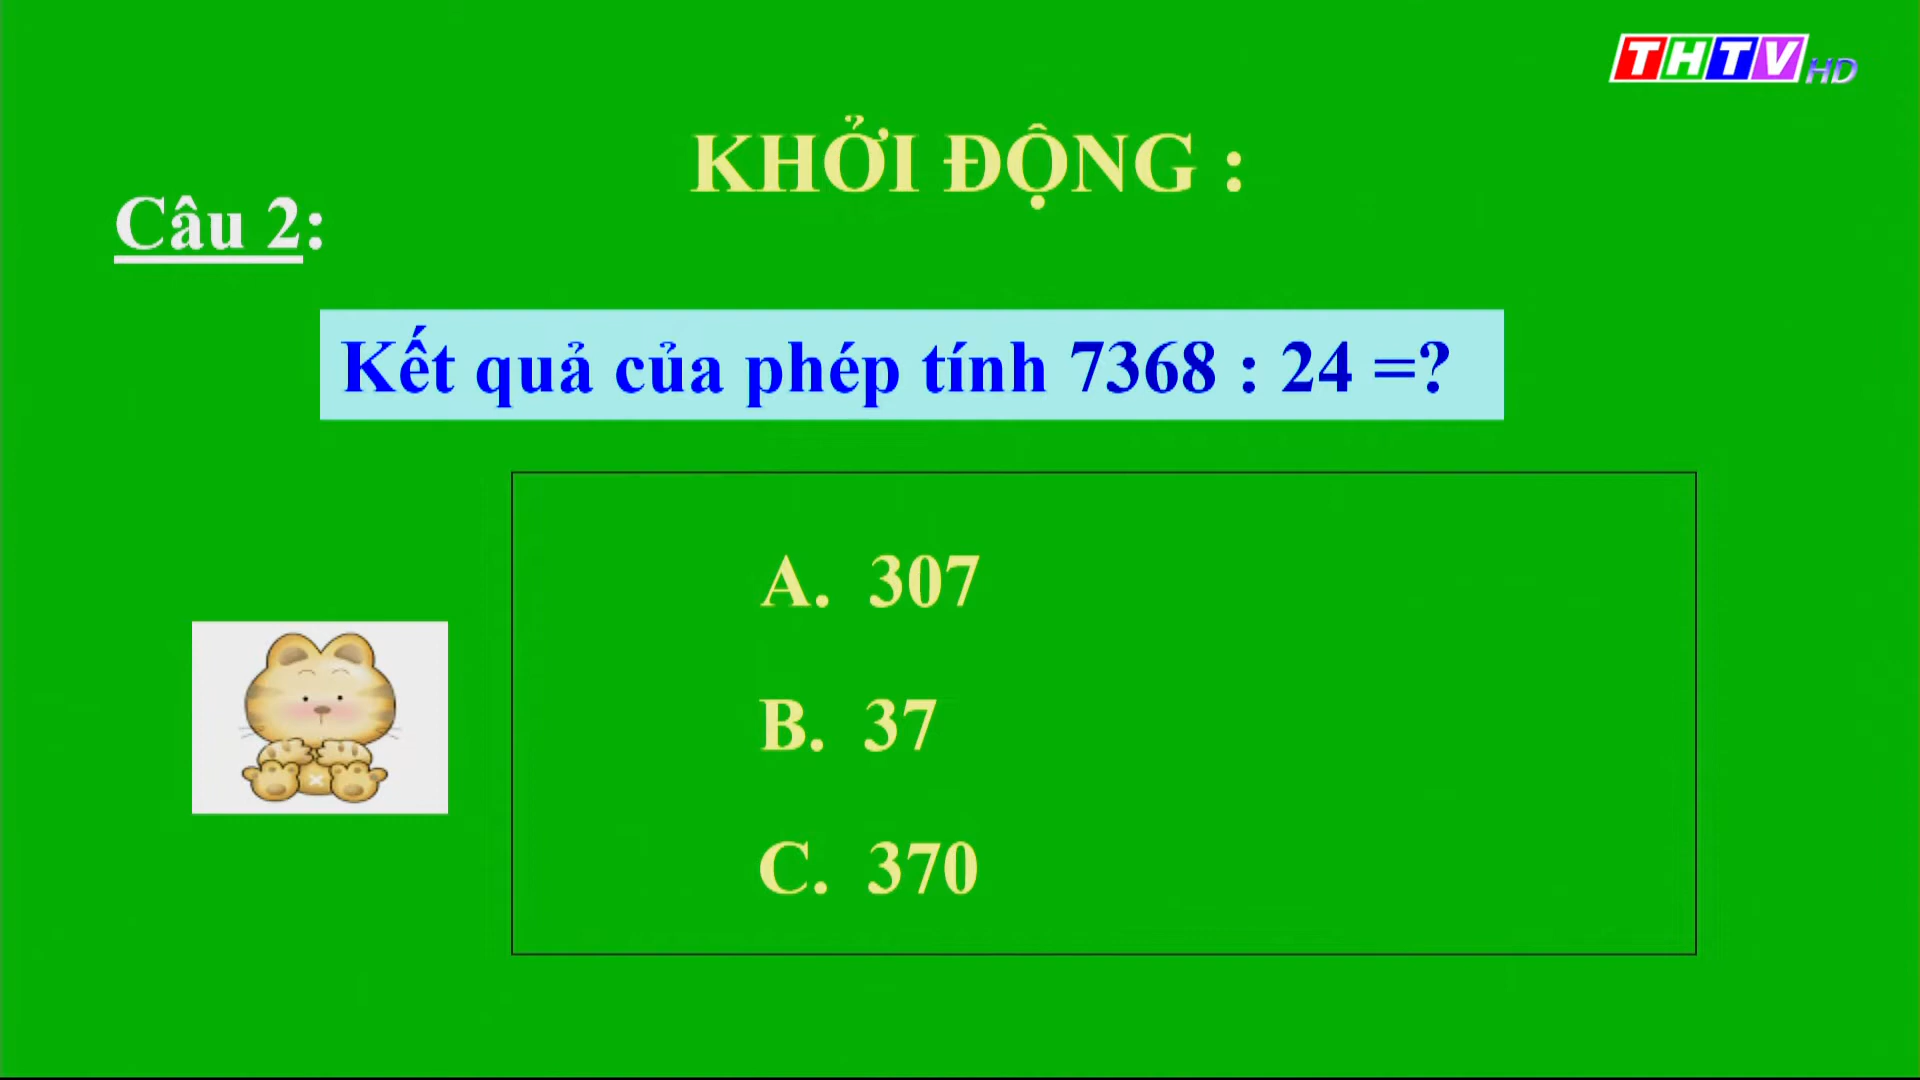 THTV HD
KHỞI ĐỘNG :
Câu 2:
Kết quả của phép tính 7368 : 24 =?
A. 307
B. 37
C. 370